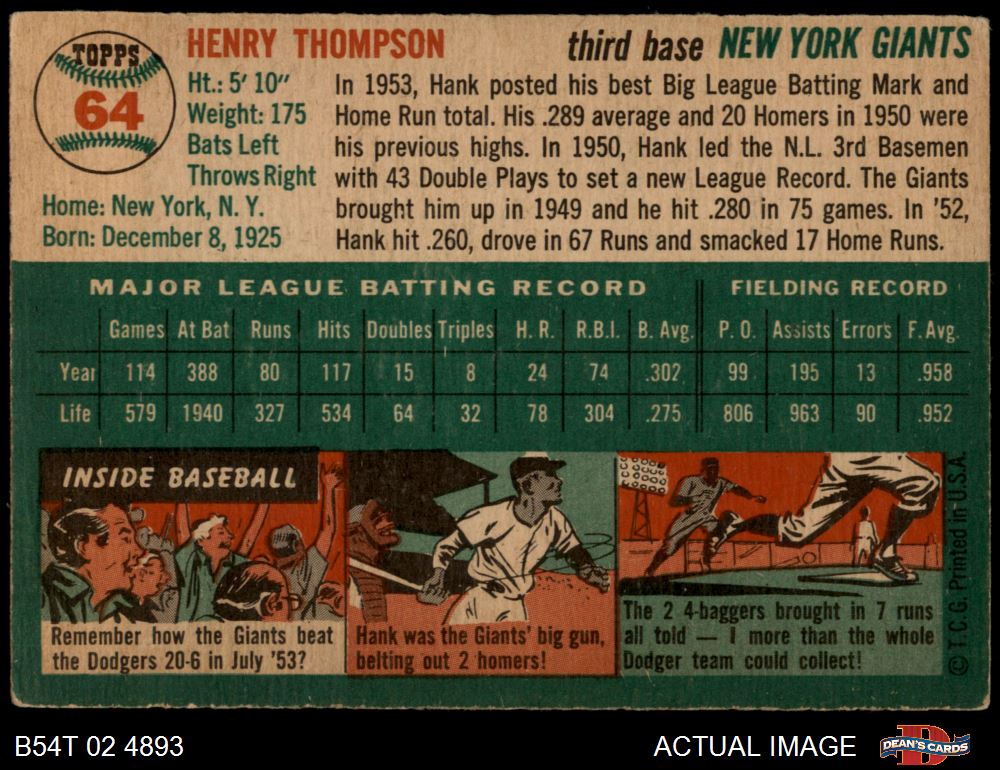 TOPPS
64
HENRY THOMPSON
third base NEW YORK GIANTS
Ht.: 5' 10"
Weight: 175
Bats Left
Throws Right
Home: New York, N. Y.
Born: December 8, 1925
In 1953, Hank posted his best Big League Batting Mark and
Home Run total. His .289 average and 20 Homers in 1950 were
his previous highs. In 1950, Hank led the N.L. 3rd Basemen
with 43 Double Plays to set a new League Record. The Giants
brought him up in 1949 and he hit .280 in 75 games. In '52,
Hank hit .260, drove in 67 Runs and smacked 17 Home Runs.
MAJOR LEAGUE BATTING RECORD FIELDING RECORD
Games At Bat Runs Hits Doubles Triples H. R. R.B.I. B. Avg. P. O. Assists Errors F. Avg.
Year 114 388 80 117 15 8 24 74 .302 99 195 13 .958
Life 579 1940 327 534 64 32 78 304 .275 806 963 90 .952
INSIDE BASEBALL
Remember how the Giants beat
the Dodgers 20-6 in July '53?
Hank was the Giants' big gun,
belting out 2 homers!
The 2 4-baggers brought in 7 runs
all told — 1 more than the whole
Dodger team could collect!
© T.C.G. Printed in U.S.A.
B54T 02 4893
ACTUAL IMAGE
D
DEAN'S CARDS